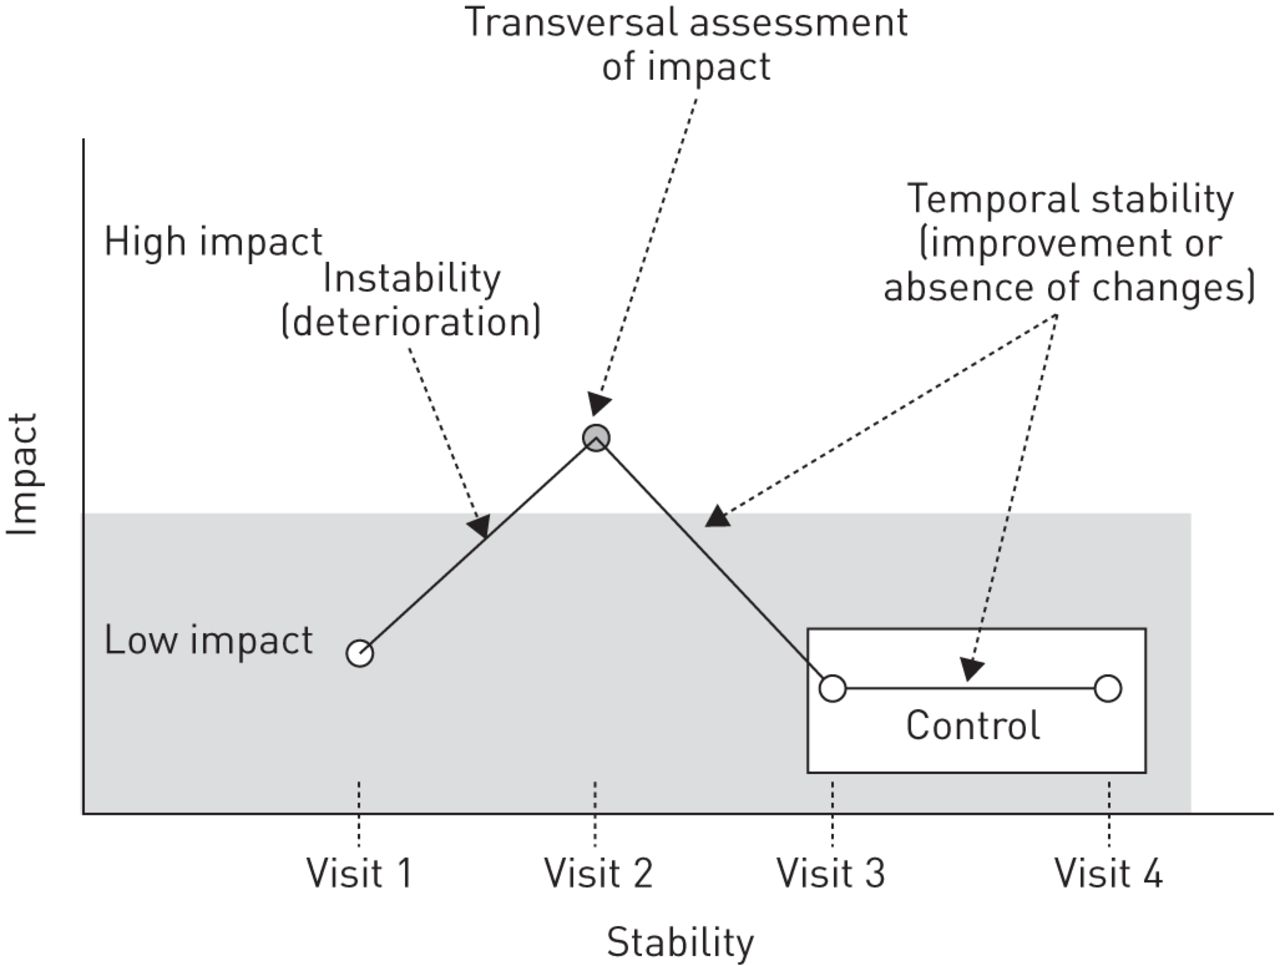 Transversal assessment
of impact
Temporal stability
(improvement or
absence of changes)
High impact
Instability
(deterioration)
Impact
Low impact
Control
Visit 1
Visit 2
Visit 3
Visit 4
Stability